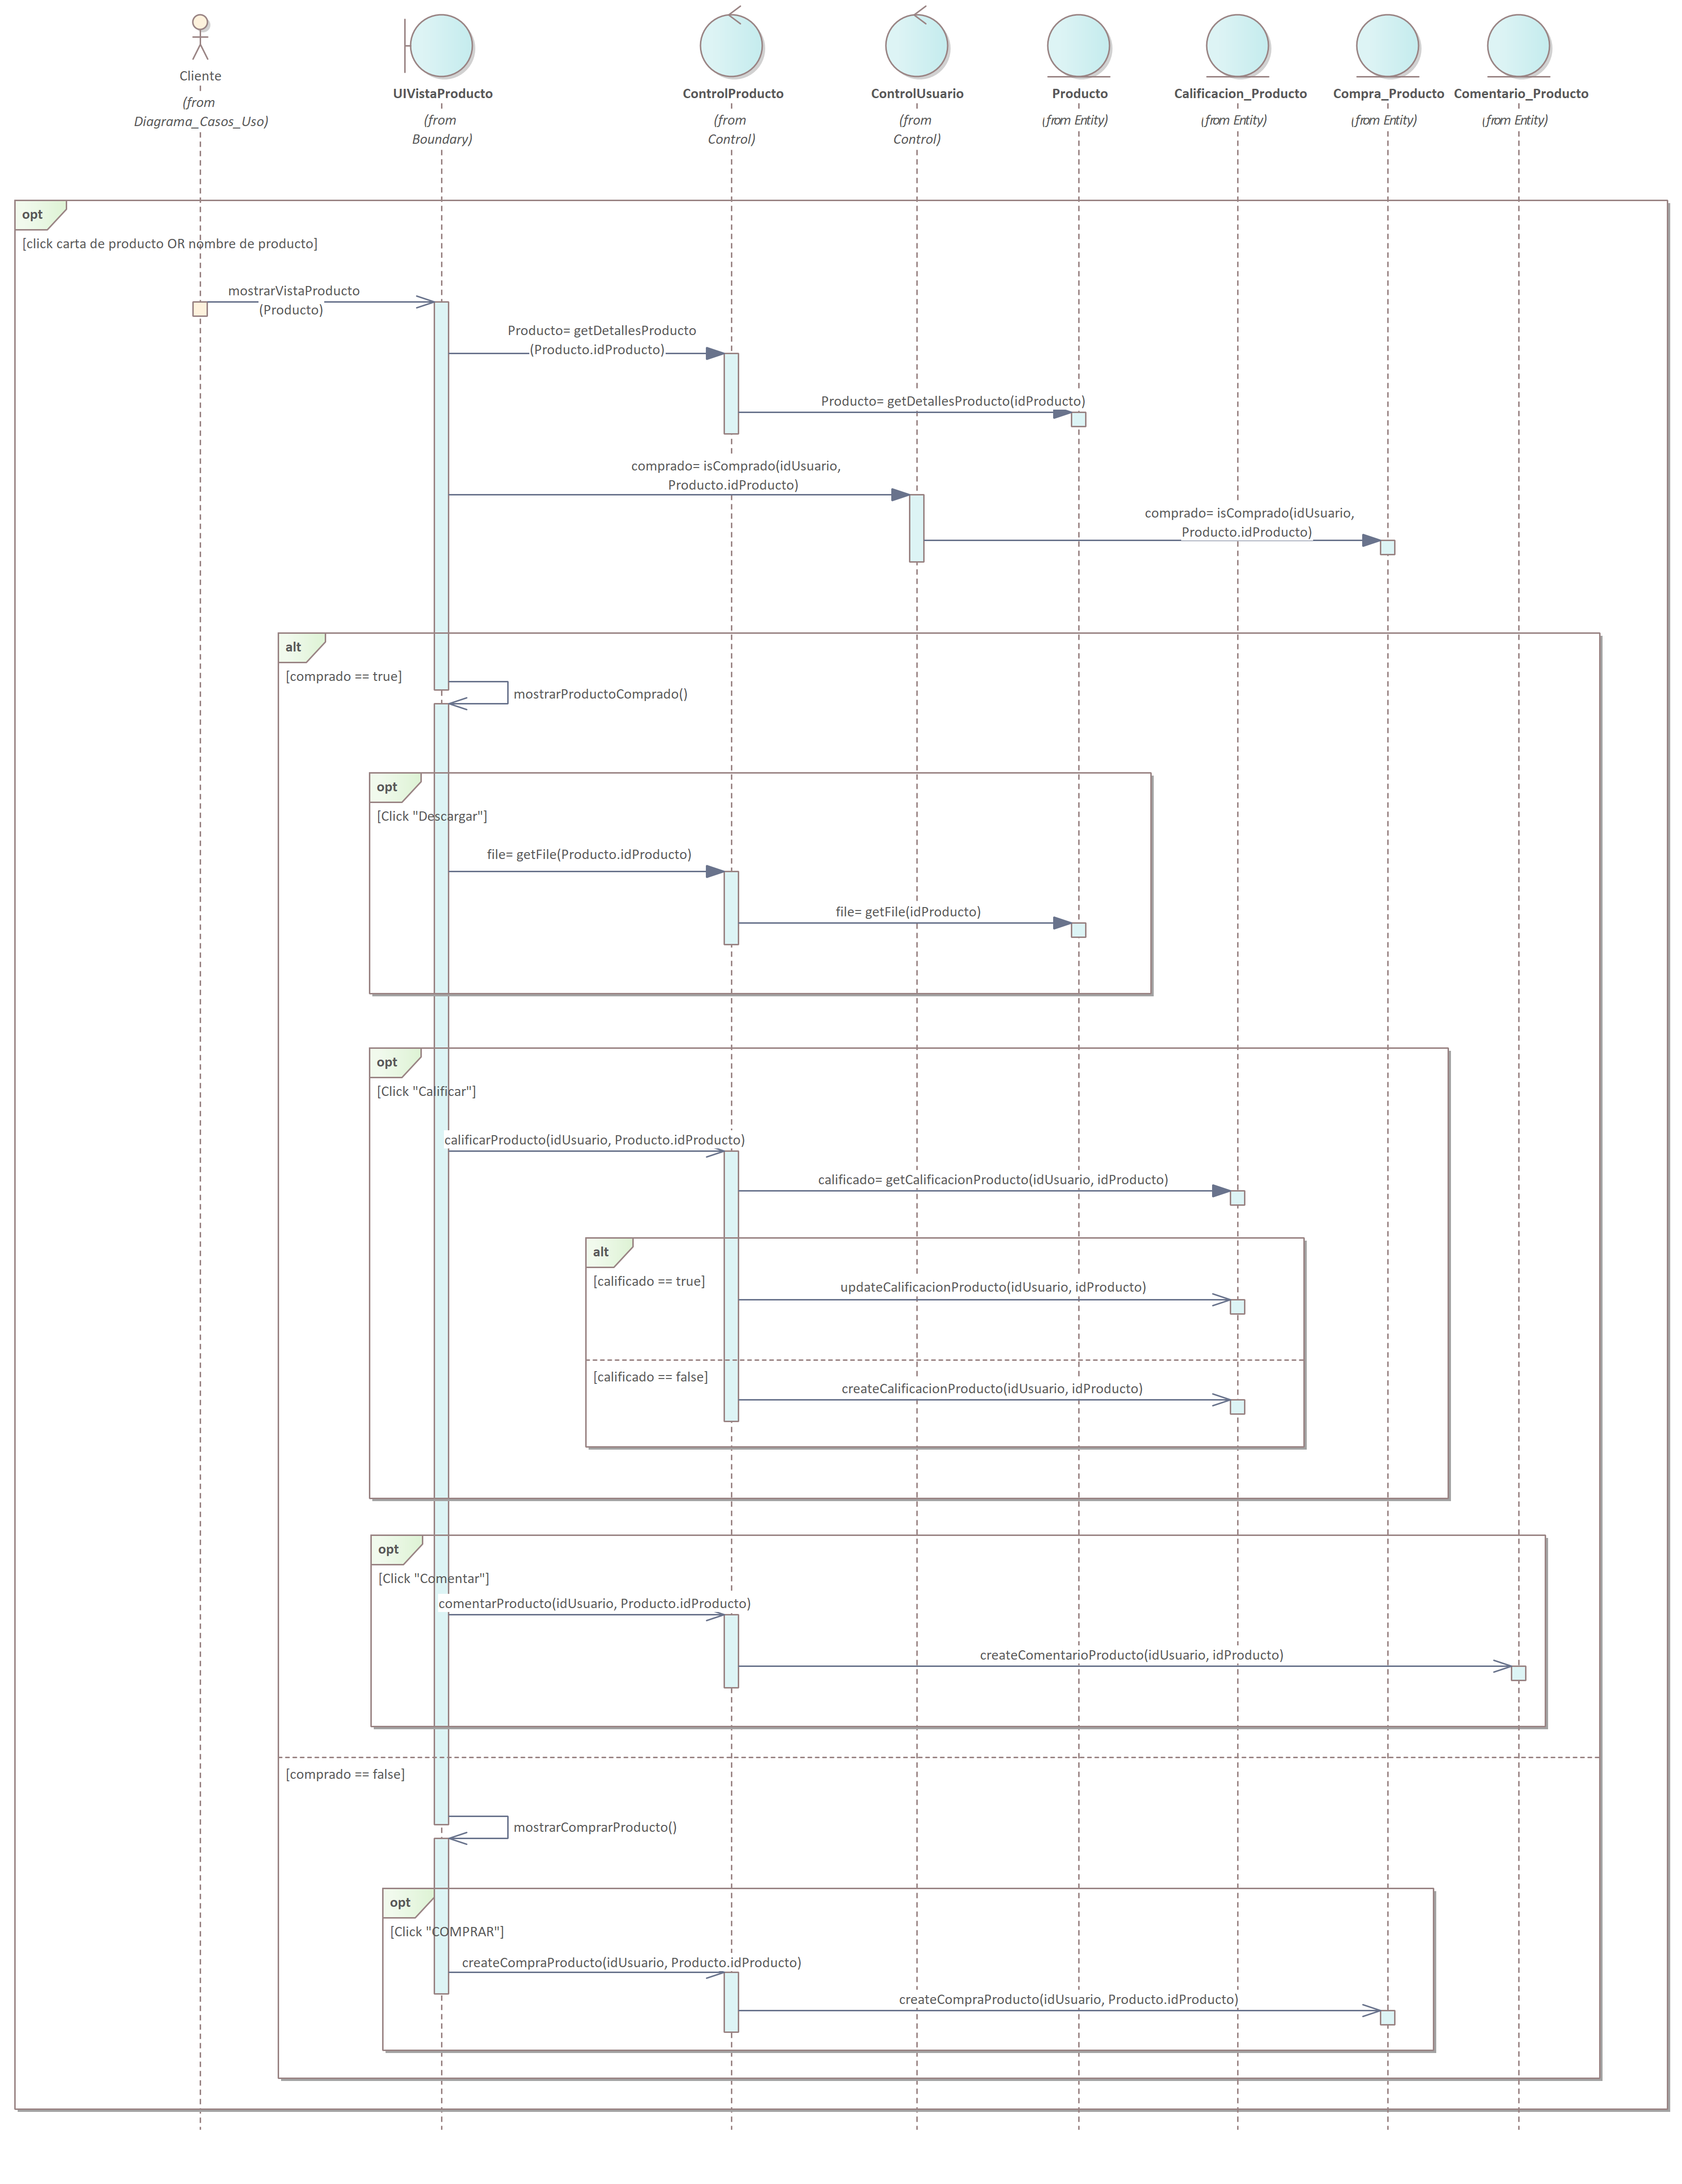 Cliente
(from
Diagrama_Casos_Uso)
UIVistaProducto
(from
Boundary)
ControlProducto
(from
Control)
ControlUsuario
(from
Control)
Producto
(from Entity)
Calificacion_Producto
(from Entity)
Compra_Producto
(from Entity)
Comentario_Producto
(from Entity)
opt
[click carta de producto OR nombre de producto]
mostrarVistaProducto
(Producto)
Producto= getDetallesProducto
(Producto.idProducto)
Producto= getDetallesProducto(idProducto)
comprado= isComprado(idUsuario,
Producto.idProducto)
comprado= isComprado(idUsuario,
Producto.idProducto)
alt
[comprado == true]
mostrarProductoComprado()
opt
[Click "Descargar"]
file= getFile(Producto.idProducto)
file= getFile(idProducto)
opt
[Click "Calificar"]
calificarProducto(idUsuario, Producto.idProducto)
calificado= getCalificacionProducto(idUsuario, idProducto)
alt
[calificado == true]
updateCalificacionProducto(idUsuario, idProducto)
[calificado == false]
createCalificacionProducto(idUsuario, idProducto)
opt
[Click "Comentar"]
comentarProducto(idUsuario, Producto.idProducto)
createComentarioProducto(idUsuario, idProducto)
[comprado == false]
mostrarComprarProducto()
opt
[Click "COMPRAR"]
createCompraProducto(idUsuario, Producto.idProducto)
createCompraProducto(idUsuario, Producto.idProducto)